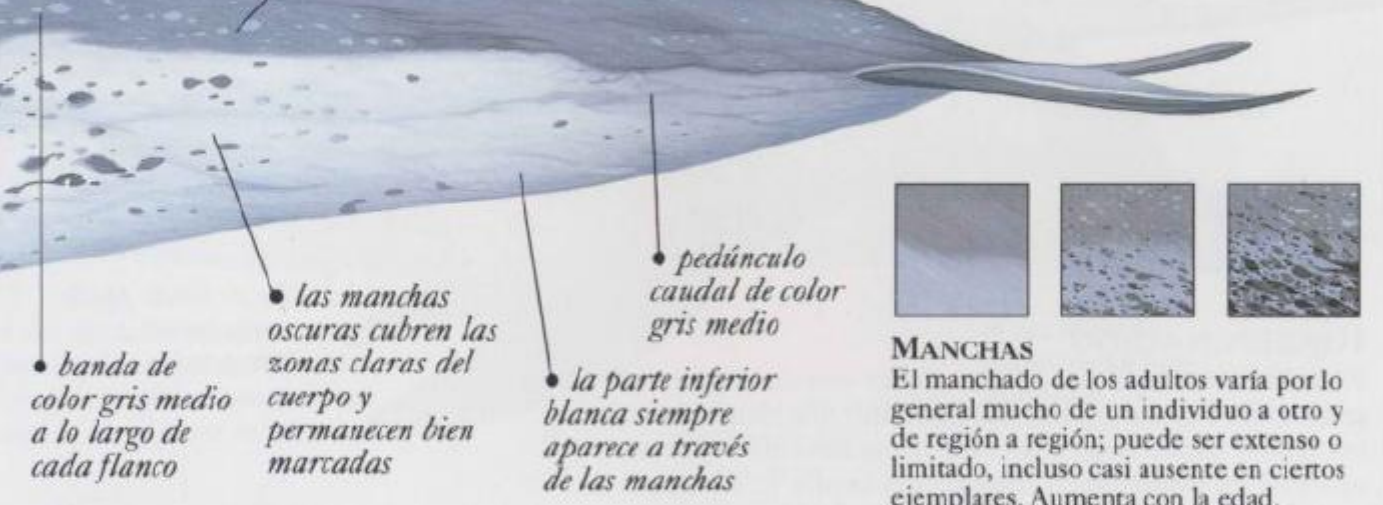 banda de
color gris medio
a lo largo de
cada flanco
las manchas
oscuras cubren las
zonas claras del
cuerpo y
permanecen bien
marcadas
la parte inferior
blanca siempre
aparece a través
de las manchas
pedúnculo
caudal de color
gris medio
MANCHAS
El manchado de los adultos varía por lo
general mucho de un individuo a otro y
de región a región; puede ser extenso o
limitado, incluso casi ausente en ciertos
ejemplares. Aumenta con la edad.